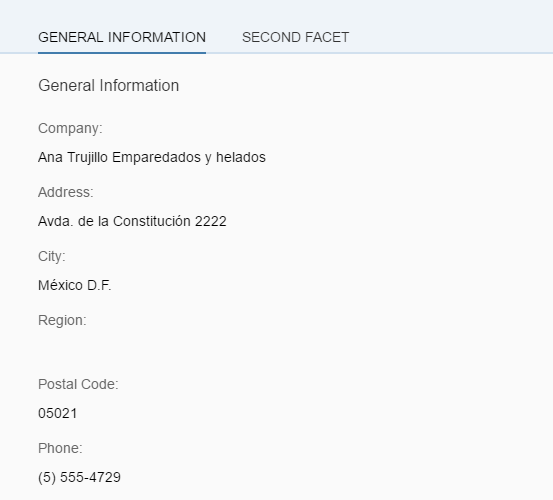 GENERAL INFORMATION SECOND FACET
General Information
Company:
Ana Trujillo Emparedados y helados
Address:
Avda. de la Constitución 2222
City:
México D.F.
Region:
Postal Code:
05021
Phone:
(5) 555-4729